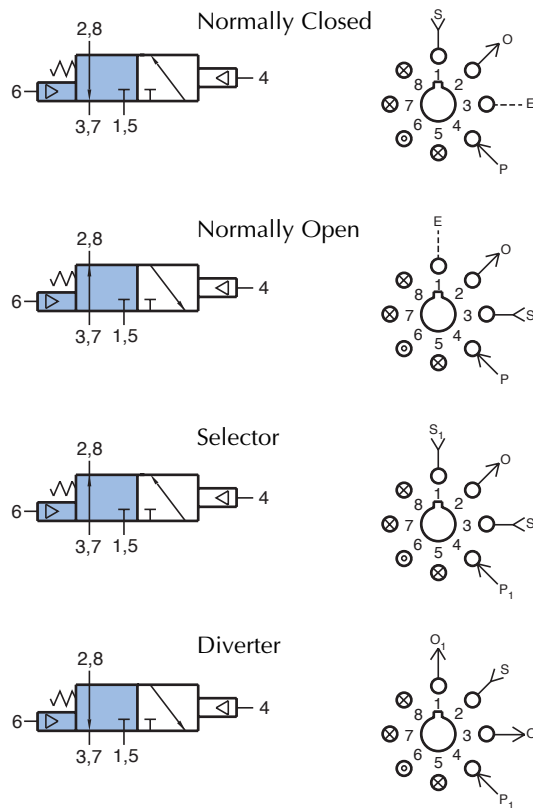 Normally Closed
2,8
6
4
3,7 1,5
S
O
1
8 2
7 3
E
6 4
5
P
Normally Open
2,8
6
4
3,7 1,5
E
O
1
8 2
7 3
S
6 4
5
P
Selector
2,8
6
4
3,7 1,5
S1
O
1
8 2
7 3
S
6 4
5
P1
Diverter
2,8
6
4
3,7 1,5
O1
S
1
8 2
7 3
6 4
5
P1